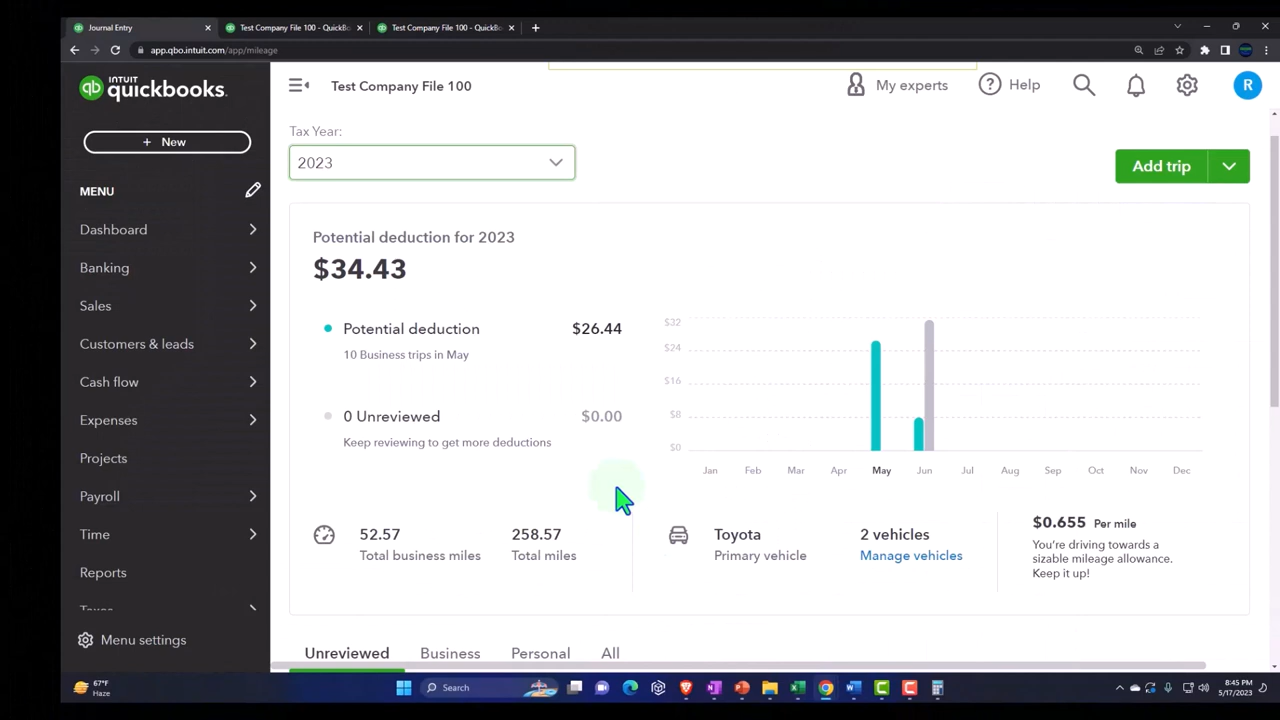 Journal Entry
Test Company File 100 - QuickBo
Test Company File 100 - QuickBo
app.qbo.intuit.com/app/mileage
INTUIT
quickbooks.
Test Company File 100
My experts
Help
R
+ New
MENU
Dashboard
Banking
Sales
Customers & leads
Cash flow
Expenses
Projects
Payroll
Time
Reports
Taxes
Menu settings
Tax Year:
2023
Add trip
Potential deduction for 2023
$34.43
Potential deduction
$26.44
10 Business trips in May
0 Unreviewed
$0.00
Keep reviewing to get more deductions
$32
$24
$16
$8
$0
Jan Feb Mar Apr May Jun Jul Aug Sep Oct Nov Dec
52.57
Total business miles
258.57
Total miles
Toyota
Primary vehicle
2 vehicles
Manage vehicles
$0.655 Per mile
You're driving towards a
sizable mileage allowance.
Keep it up!
Unreviewed Business Personal All
67°F
Haze
Search
8:45 PM
5/17/2023